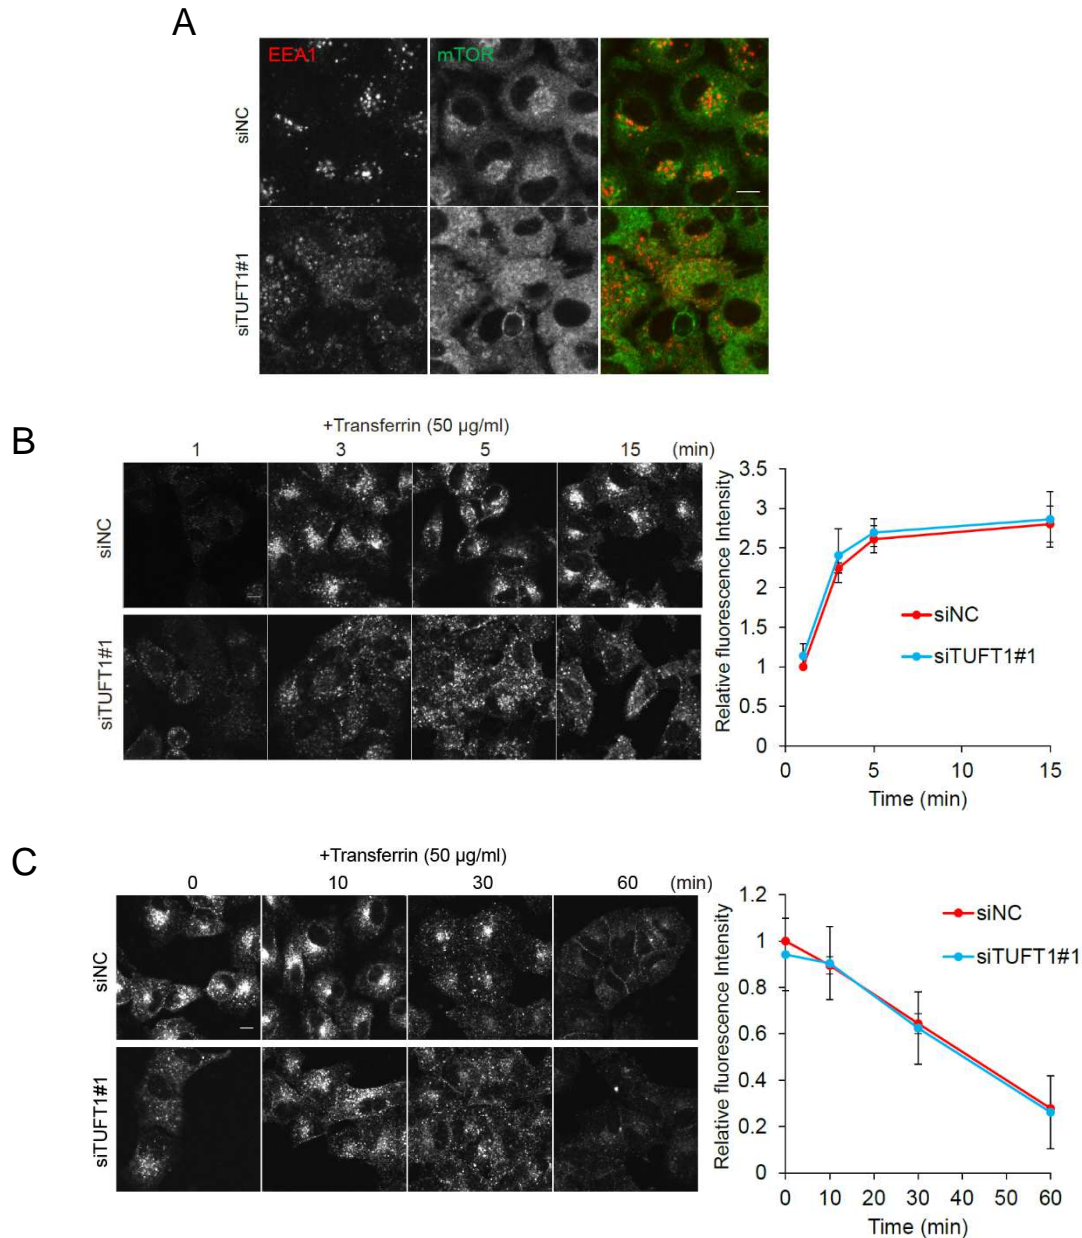 A
EEA1
mTOR
siNC
siTUFT1#1
B
+Transferrin (50 µg/ml)
1 3 5 15 (min)
siNC
siTUFT1#1
Relative fluorescence Intensity
3.5
3
2.5
2
1.5
1
0.5
0
0 5 10 15
Time (min)
siNC
siTUFT1#1
C
+Transferrin (50 µg/ml)
0 10 30 60 (min)
siNC
siTUFT1#1
Relative fluorescence Intensity
1.2
1
0.8
0.6
0.4
0.2
0
0 10 20 30 40 50 60
Time (min)
siNC
siTUFT1#1